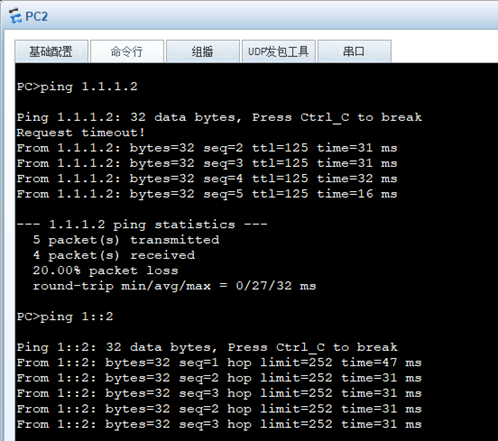 PC2
基础配置 命令行 组播 UDP发包工具 串口
PC>ping 1.1.1.2
Ping 1.1.1.2: 32 data bytes, Press Ctrl_C to break
Request timeout!
From 1.1.1.2: bytes=32 seq=2 ttl=125 time=31 ms
From 1.1.1.2: bytes=32 seq=3 ttl=125 time=31 ms
From 1.1.1.2: bytes=32 seq=4 ttl=125 time=32 ms
From 1.1.1.2: bytes=32 seq=5 ttl=125 time=16 ms
--- 1.1.1.2 ping statistics ---
5 packet(s) transmitted
4 packet(s) received
20.00% packet loss
round-trip min/avg/max = 0/27/32 ms
PC>ping 1::2
Ping 1::2: 32 data bytes, Press Ctrl_C to break
From 1::2: bytes=32 seq=1 hop limit=252 time=47 ms
From 1::2: bytes=32 seq=2 hop limit=252 time=31 ms
From 1::2: bytes=32 seq=3 hop limit=252 time=31 ms
From 1::2: bytes=32 seq=2 hop limit=252 time=31 ms
From 1::2: bytes=32 seq=3 hop limit=252 time=31 ms